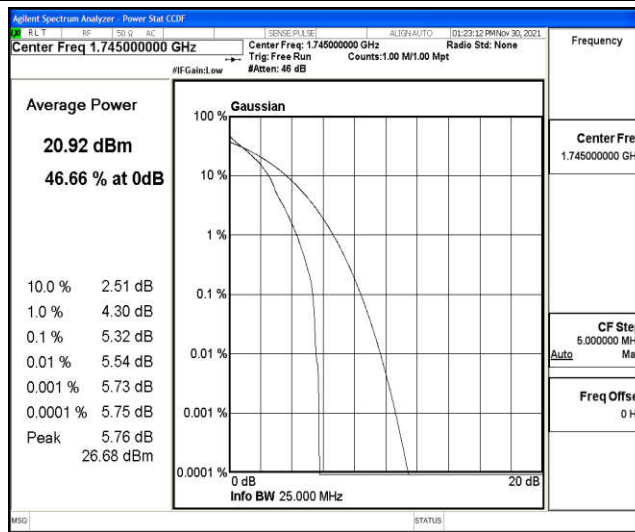 Agilent Spectrum Analyzer - Power Stat CCDF
RLT RF 50 Ω AC SENSE:PULSE ALIGNAUTO 01:23:12 PMNov 30, 2021
Center Freq 1.745000000 GHz
Center Freq: 1.745000000 GHz Radio Std: None
Trig: Free Run Counts:1.00 M/1.00 Mpt
#IFGain:Low #Atten: 46 dB
Frequency
Average Power
20.92 dBm
46.66 % at 0dB
10.0 % 2.51 dB
1.0 % 4.30 dB
0.1 % 5.32 dB
0.01 % 5.54 dB
0.001 % 5.73 dB
0.0001 % 5.75 dB
Peak 5.76 dB
26.68 dBm
Gaussian
100 %
10 %
1 %
0.1 %
0.01 %
0.001 %
0.0001 %
0 dB 20 dB
Info BW 25.000 MHz
Center Fre
1.745000000 GH
CF Ste
5.000000 MH
Auto Ma
Freq Offse
0 H
MSG STATUS